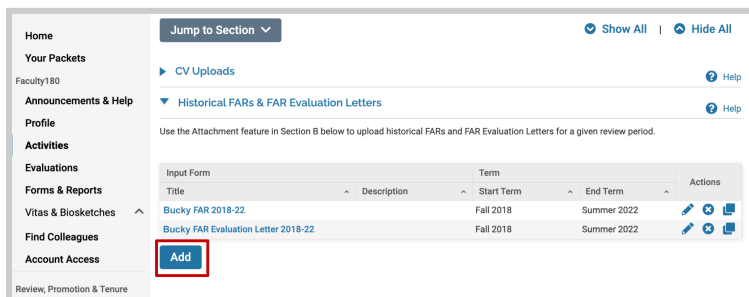 Home
Your Packets
Faculty180
Announcements & Help
Profile
Activities
Evaluations
Forms & Reports
Vitas & Biosketches
Find Colleagues
Account Access
Review, Promotion & Tenure
Jump to Section
Show All | Hide All
CV Uploads
Help
Historical FARs & FAR Evaluation Letters
Help
Use the Attachment feature in Section B below to upload historical FARs and FAR Evaluation Letters for a given review period.
Input Form Term Actions
Title Description Start Term End Term
Bucky FAR 2018-22 Fall 2018 Summer 2022
Bucky FAR Evaluation Letter 2018-22 Fall 2018 Summer 2022
Add